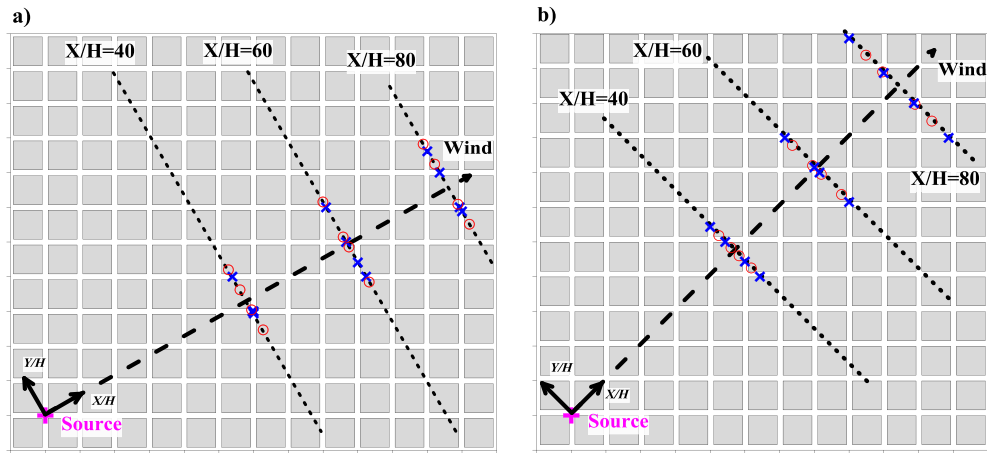 a)
X/H=40
X/H=60
X/H=80
Wind
Y/H
X/H
Source
b)
X/H=60
Wind
X/H=40
X/H=80
Y/H
X/H
Source